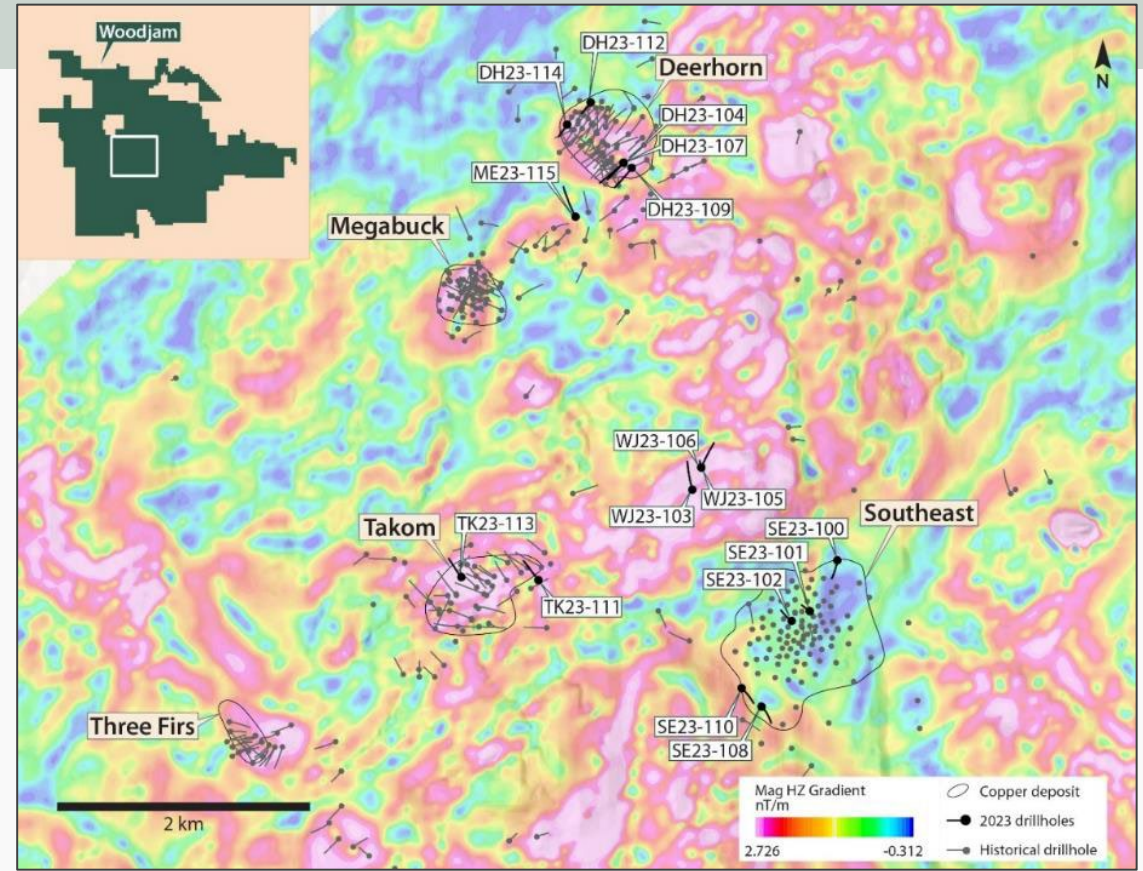 Woodjam
N
DH23-112
DH23-114
Deerhorn
DH23-104
DH23-107
ME23-115
DH23-109
Megabuck
WJ23-106
WJ23-105
WJ23-103
Takom
TK23-113
SE23-100
Southeast
SE23-101
SE23-102
TK23-111
Three Firs
SE23-110
SE23-108
2 km
Mag HZ Gradient
nT/m
2.726
-0.312
Copper deposit
2023 drillholes
Historical drillhole